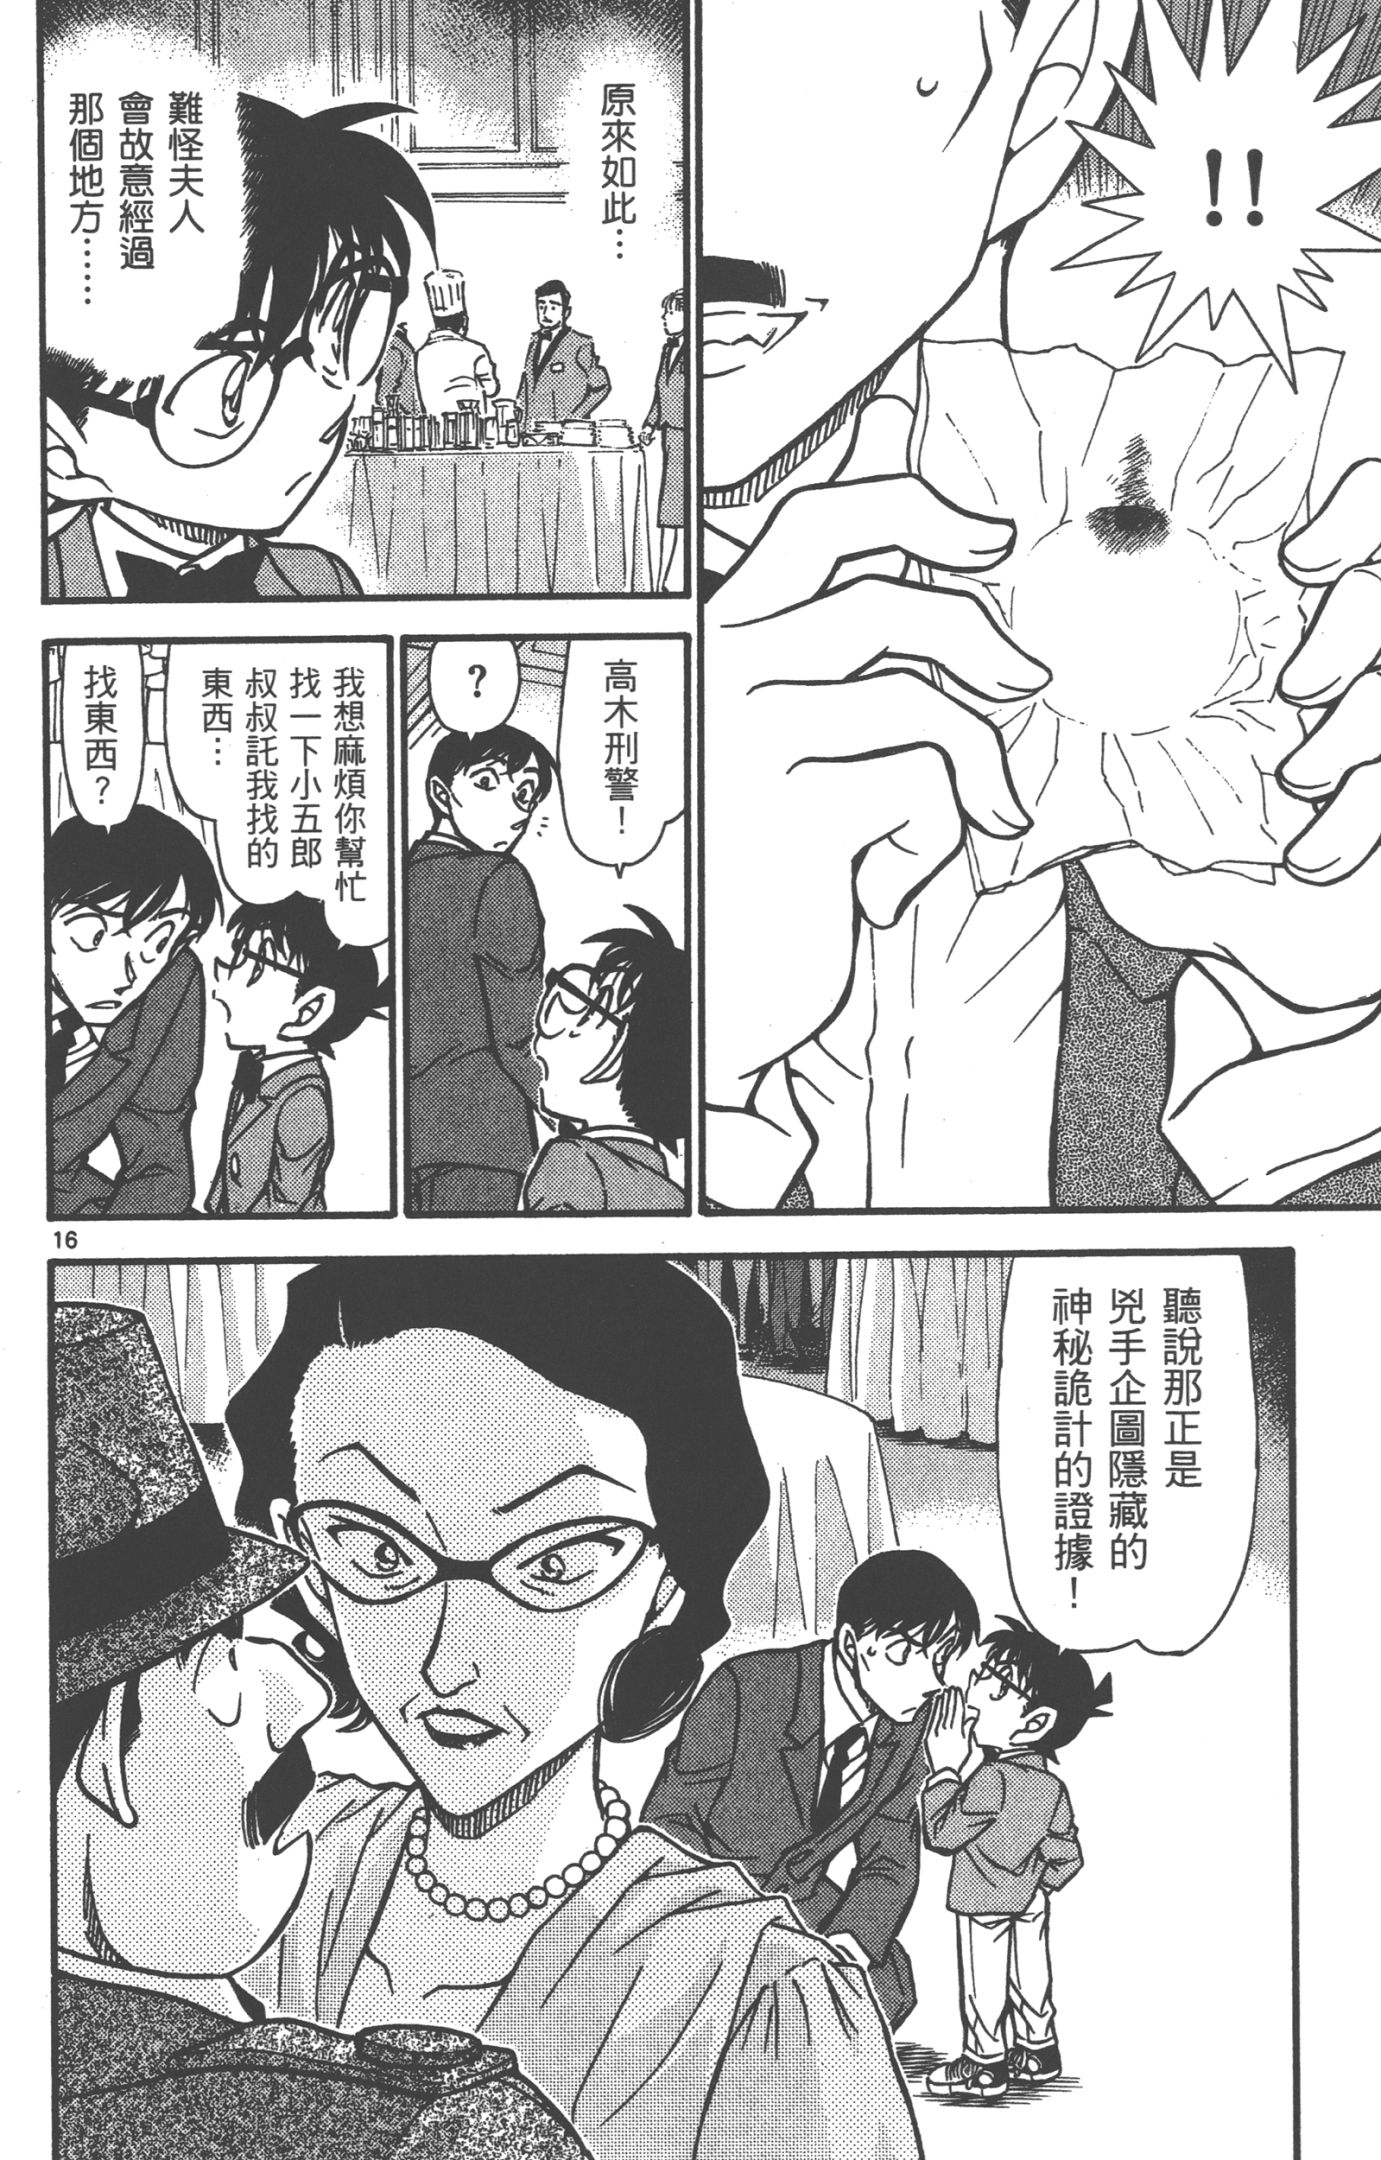 !!
原來如此…
難怪夫人
會故意經過
那個地方……
高木刑警！
?
我想麻煩你幫忙
找一下小五郎
叔叔託我找的
東西…
找東西？
16
聽說那正是
兇手企圖隱藏的
神秘詭計的證據！